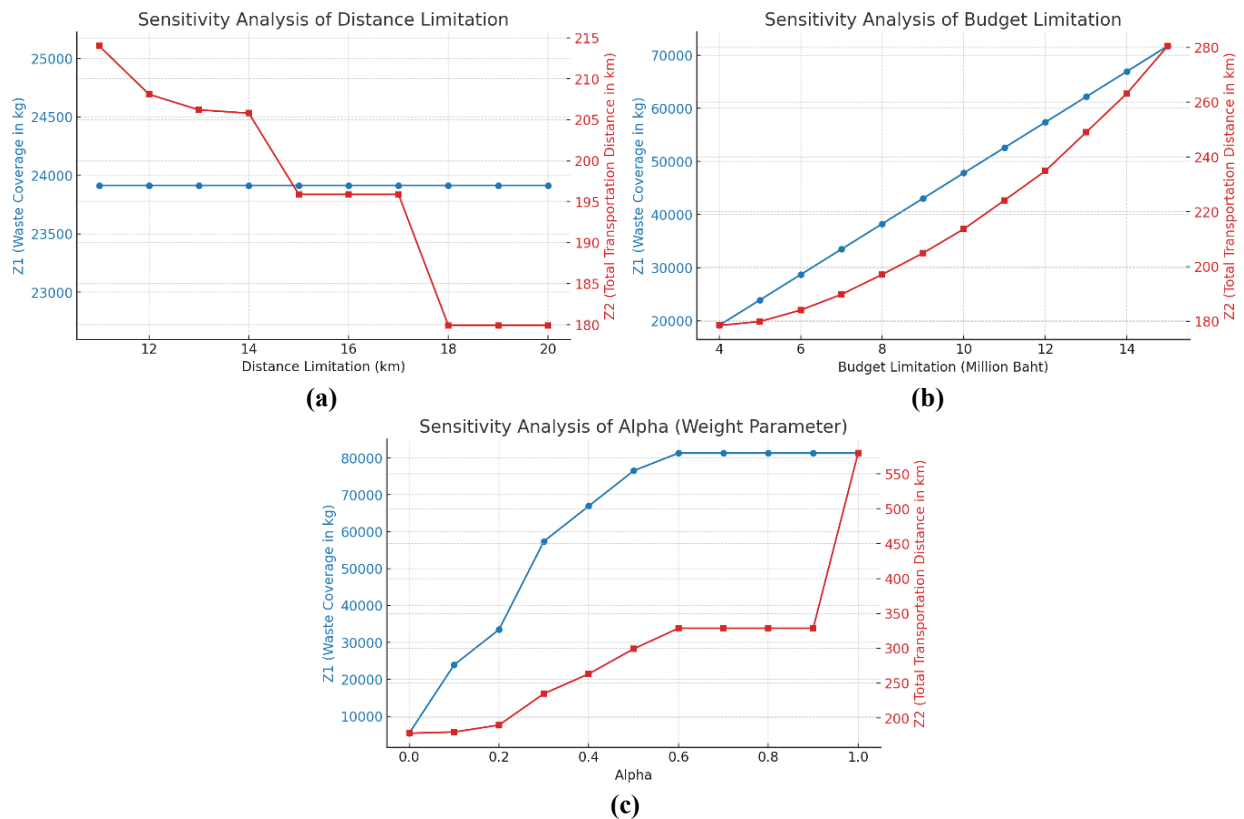 Sensitivity Analysis of Distance Limitation
25000
24500
24000
23500
23000
Z1 (Waste Coverage in kg)
215
210
205
200
195
190
185
180
Z2 (Total Transportation Distance in km)
12 14 16 18 20
Distance Limitation (km)
(a)
Sensitivity Analysis of Budget Limitation
70000
60000
50000
40000
30000
20000
Z1 (Waste Coverage in kg)
280
260
240
220
200
180
Z2 (Total Transportation Distance in km)
4 6 8 10 12 14
Budget Limitation (Million Baht)
(b)
Sensitivity Analysis of Alpha (Weight Parameter)
80000
70000
60000
50000
40000
30000
20000
10000
Z1 (Waste Coverage in kg)
550
500
450
400
350
300
250
200
Z2 (Total Transportation Distance in km)
0.0 0.2 0.4 0.6 0.8 1.0
Alpha
(c)